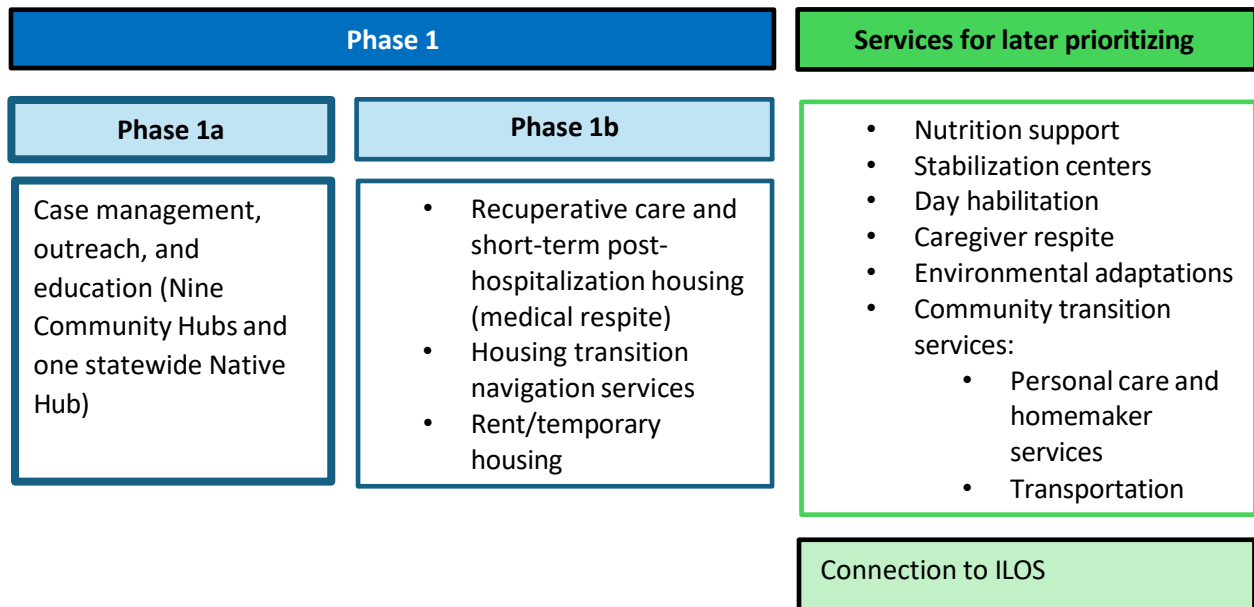 Phase 1
Services for later prioritizing
Phase 1a
Phase 1b
Case management,
outreach, and
education (Nine
Community Hubs and
one statewide Native
Hub)
• Recuperative care and
short-term post-
hospitalization housing
(medical respite)
• Housing transition
navigation services
• Rent/temporary
housing
• Nutrition support
• Stabilization centers
• Day habilitation
• Caregiver respite
• Environmental adaptations
• Community transition
services:
• Personal care and
homemaker
services
• Transportation
Connection to ILOS